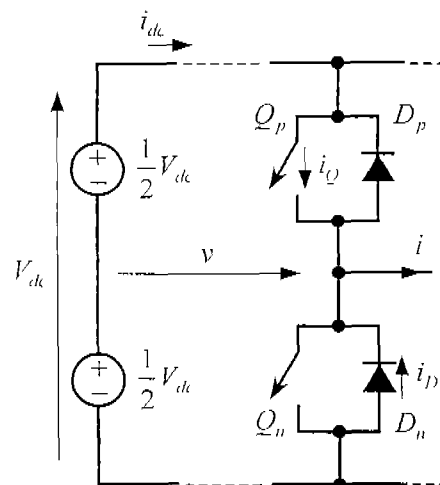 i_dc
Q_p
D_p
+
−
1/2 V_dc
i_Q
V_dc
v
i
+
−
1/2 V_dc
i_D
Q_n
D_n